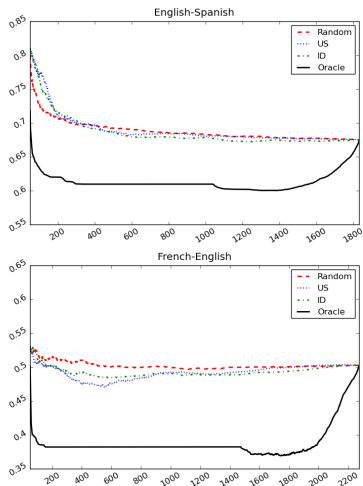 English-Spanish
0.85
0.8
0.75
0.7
0.65
0.6
0.55
200 400 600 800 1000 1200 1400 1600 1800
Random
US
ID
Oracle
French-English
0.65
0.6
0.55
0.5
0.45
0.4
0.35
200 400 600 800 1000 1200 1400 1600 1800 2000 2200
Random
US
ID
Oracle